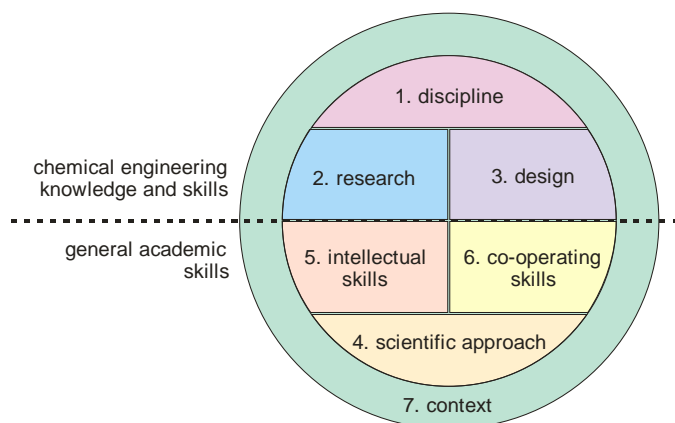 1. discipline
chemical engineering
knowledge and skills
2. research
3. design
general academic
skills
5. intellectual
skills
6. co-operating
skills
4. scientific approach
7. context